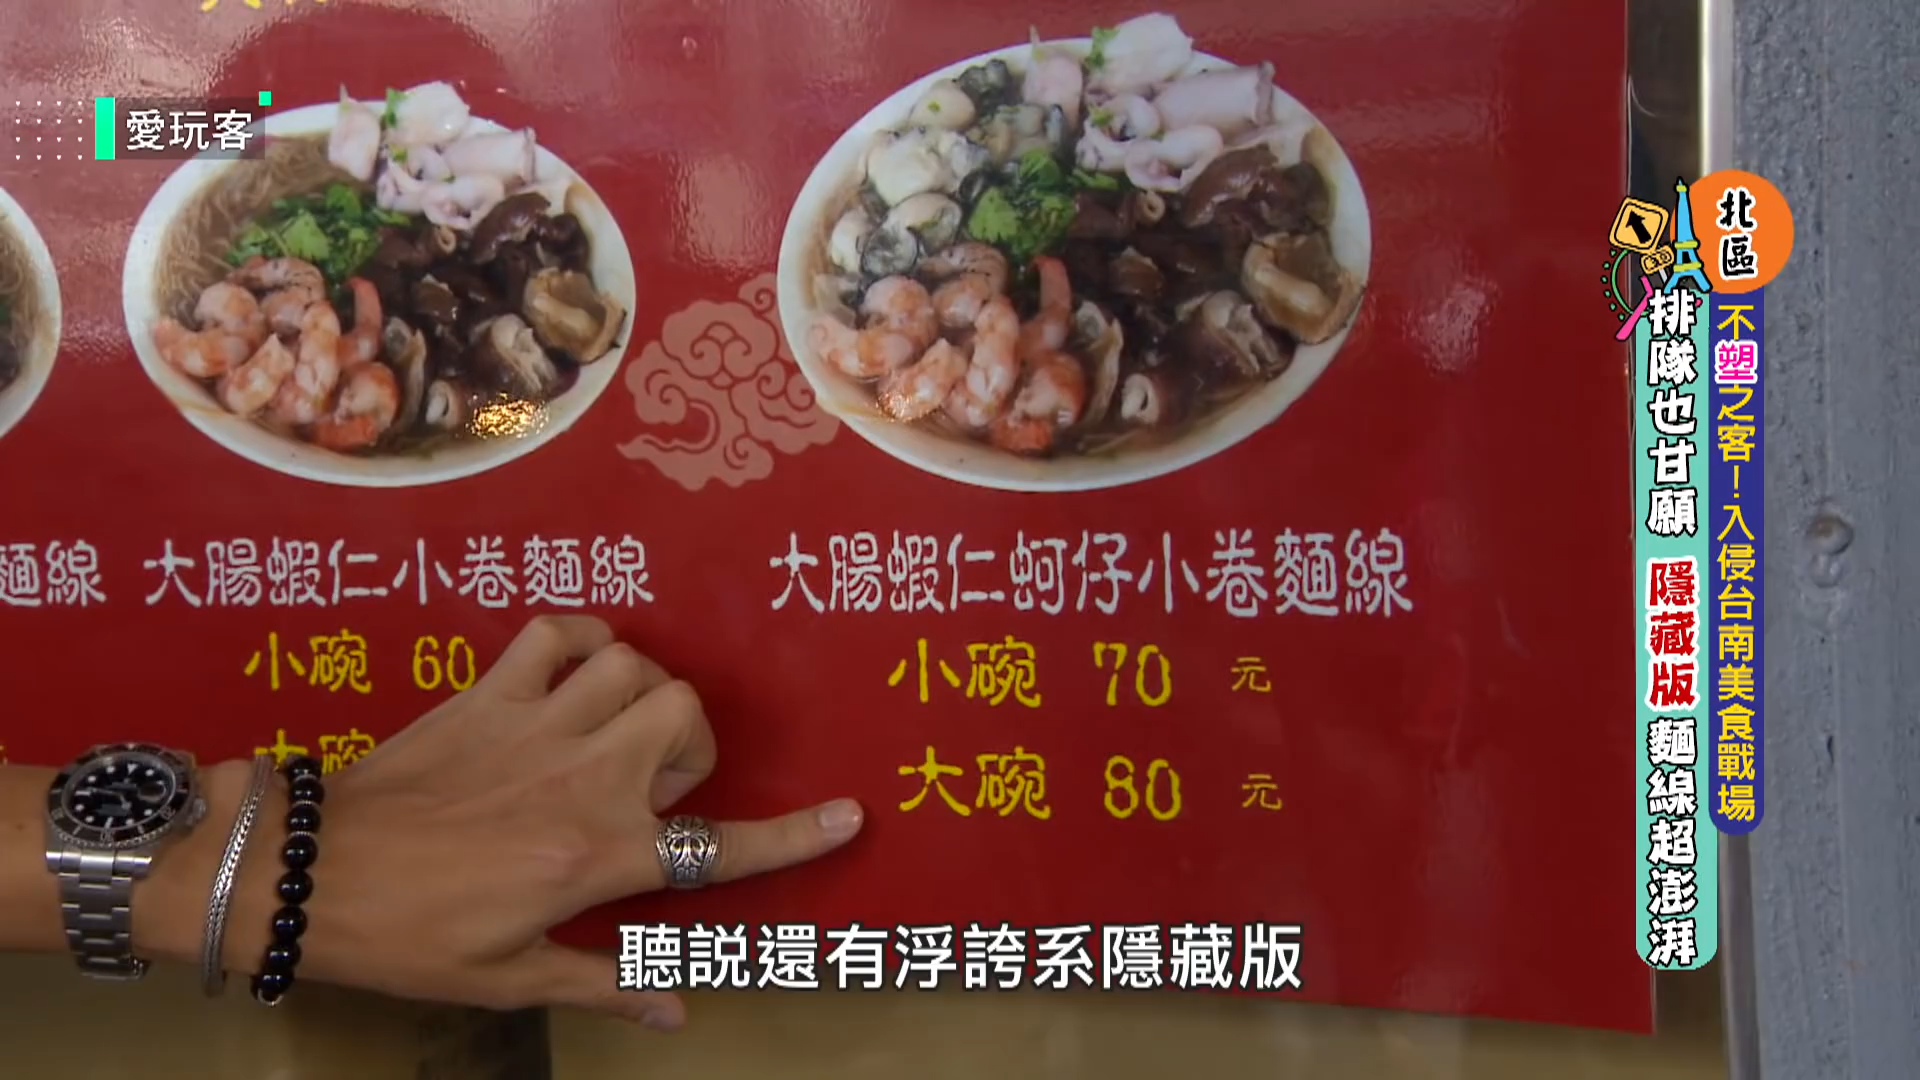 愛玩客
北區
不塑之客!入侵台南美食戰場
排隊也甘願 隱藏版 麵線超澎湃
麵線
大腸蝦仁小卷麵線
小碗 60
大碗
大腸蝦仁蚵仔小卷麵線
小碗 70 元
大碗 80 元
聽說還有浮誇系隱藏版